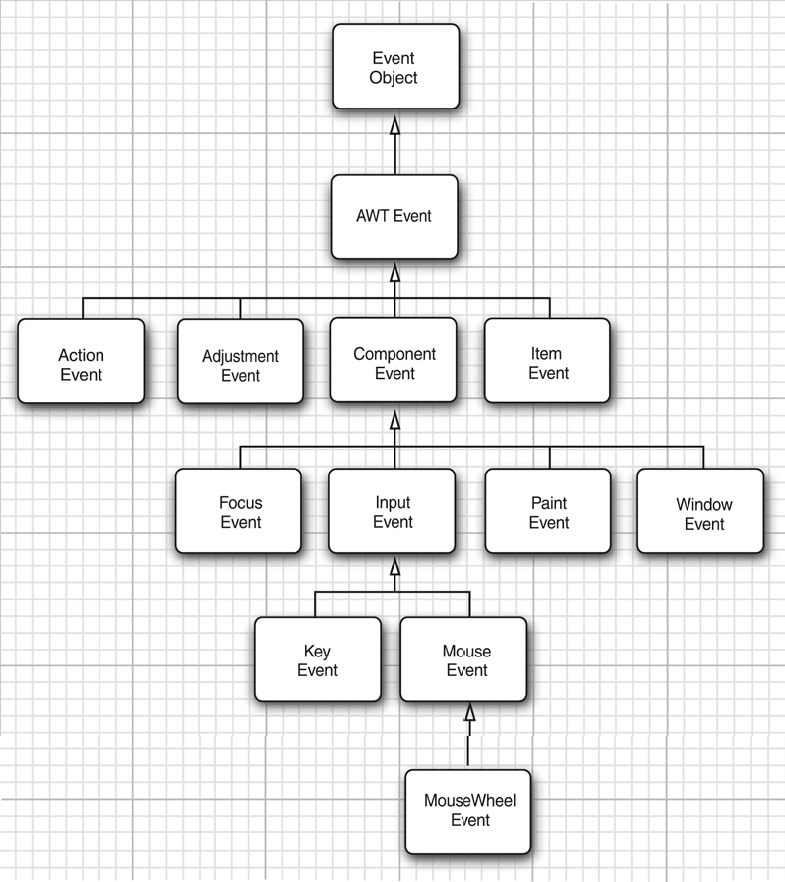 Event
Object
AWT Event
Action
Event
Adjustment
Event
Component
Event
Item
Event
Focus
Event
Input
Event
Paint
Event
Window
Event
Key
Event
Mouse
Event
MouseWheel
Event